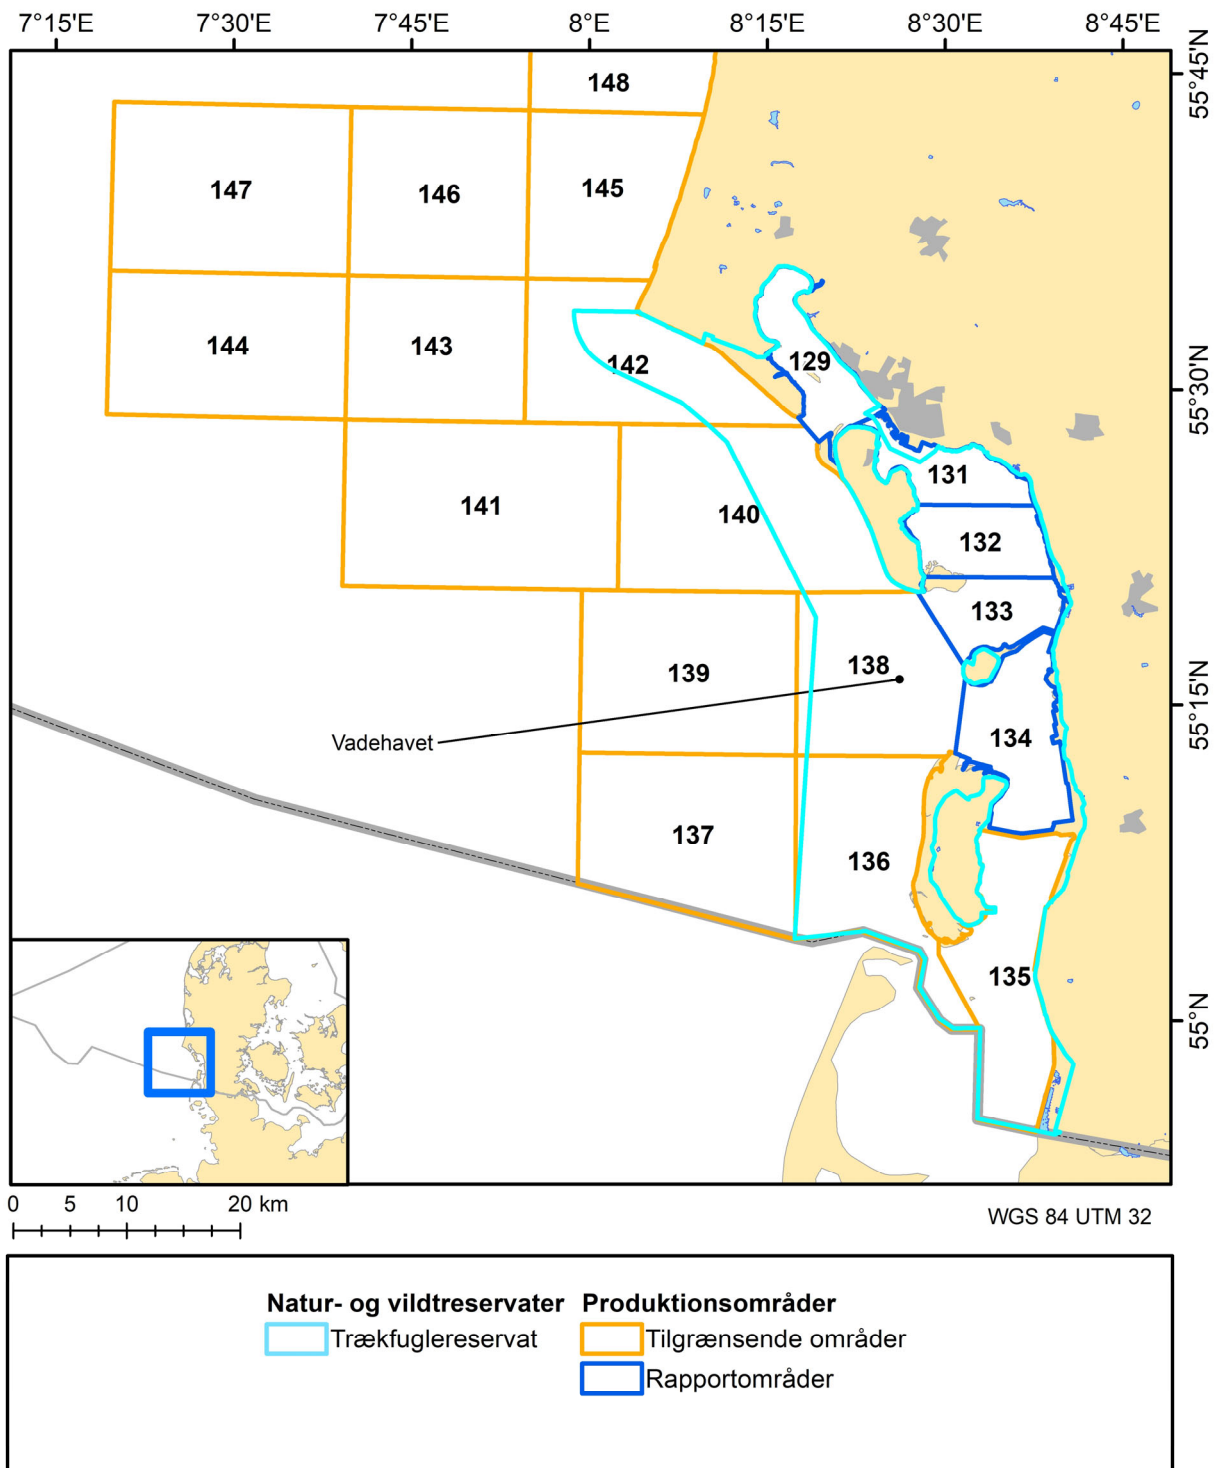 7°15'E 7°30'E 7°45'E 8°E 8°15'E 8°30'E 8°45'E
55°45'N
148
147 146 145
129
144 143 142
55°30'N
131
141 140
132
133
138
139
55°15'N
Vadehavet
134
137 136
135
55°N
0 5 10 20 km
WGS 84 UTM 32
Natur- og vildtreservater Produktionsområder
Trækfuglereservat Tilgrænsende områder
Rapportområder